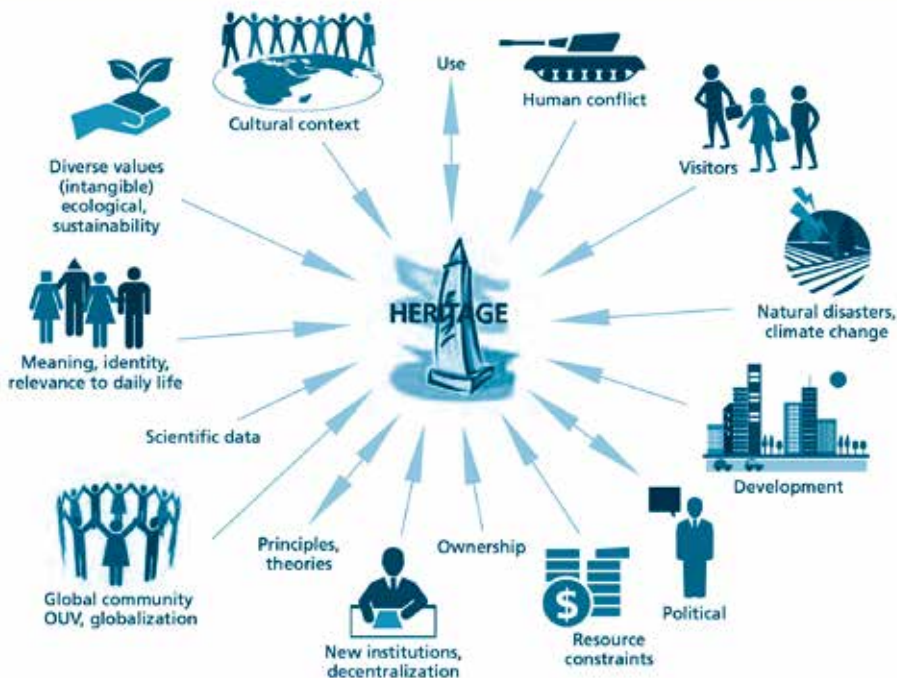 Use
Human conflict
Cultural context
Visitors
Diverse values
(intangible)
ecological,
sustainability
HERITAGE
Natural disasters,
climate change
Meaning, identity,
relevance to daily life
Scientific data
Development
Principles,
theories
Ownership
Global community
OUV, globalization
$
Political
New institutions,
decentralization
Resource
constraints